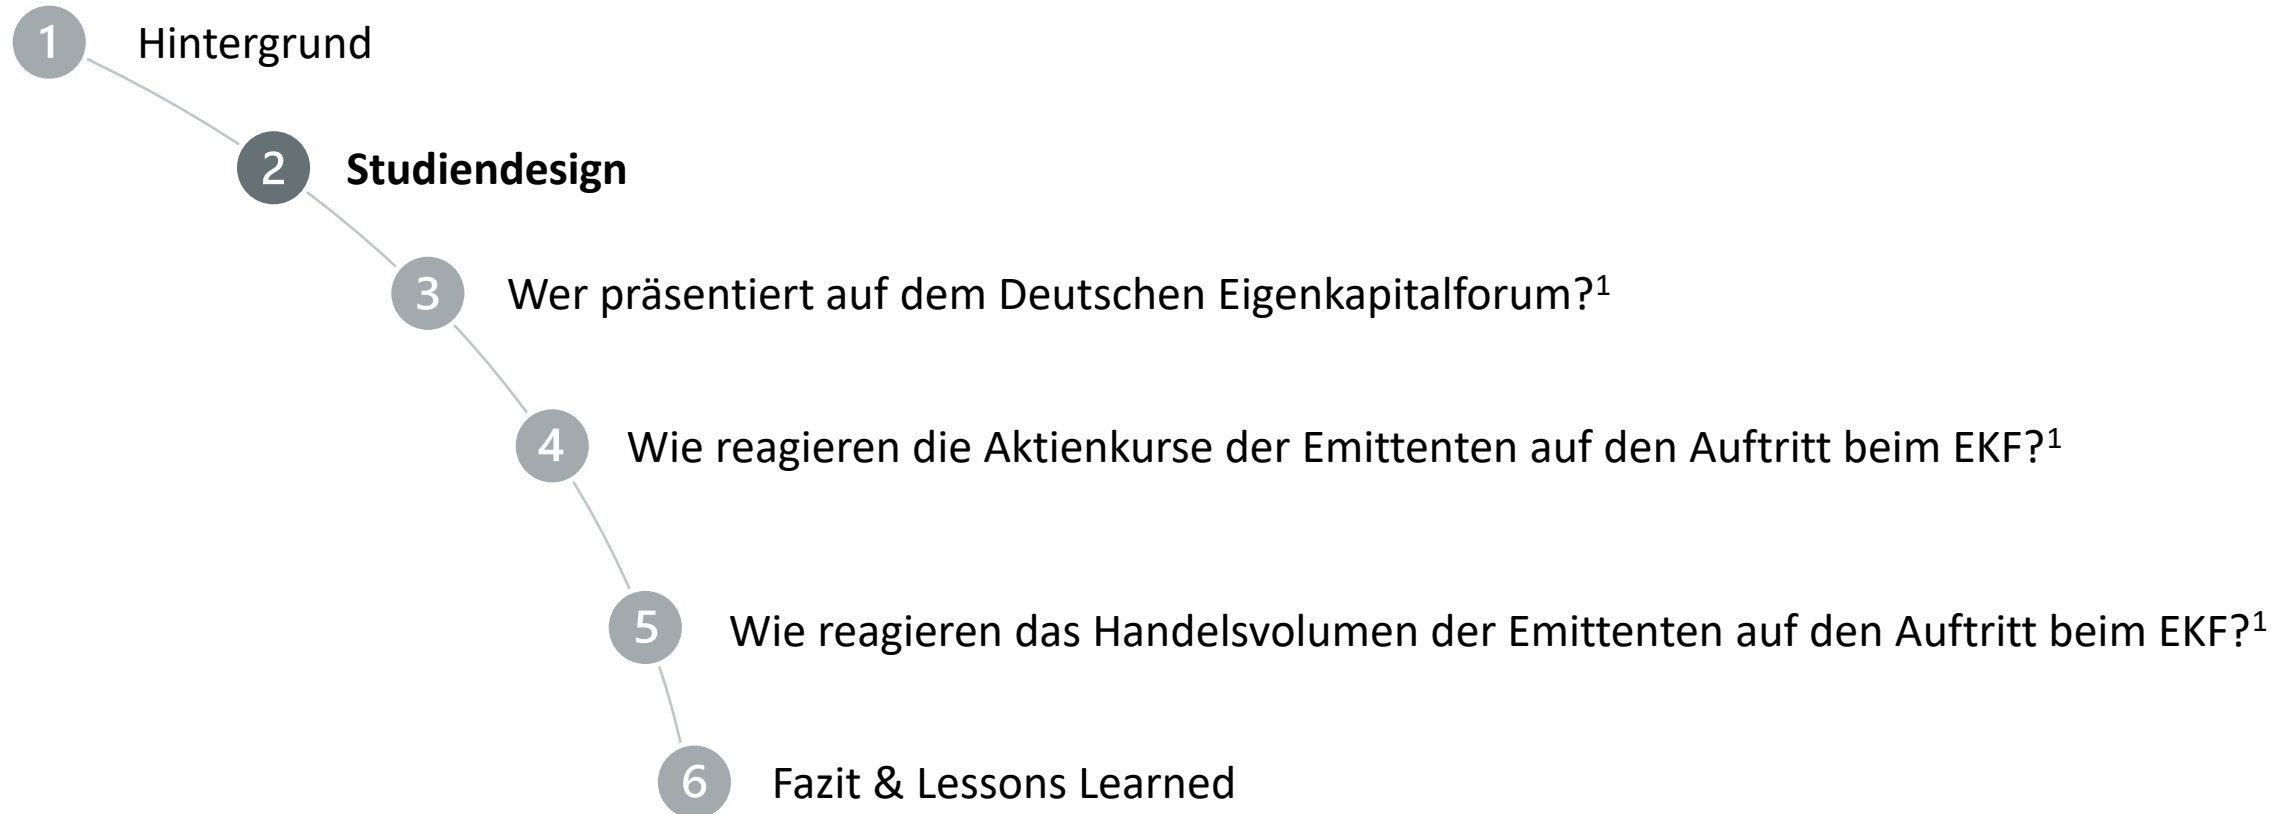 1 Hintergrund
2 Studiendesign
3 Wer präsentiert auf dem Deutschen Eigenkapitalforum?¹
4 Wie reagieren die Aktienkurse der Emittenten auf den Auftritt beim EKF?¹
5 Wie reagieren das Handelsvolumen der Emittenten auf den Auftritt beim EKF?¹
6 Fazit & Lessons Learned